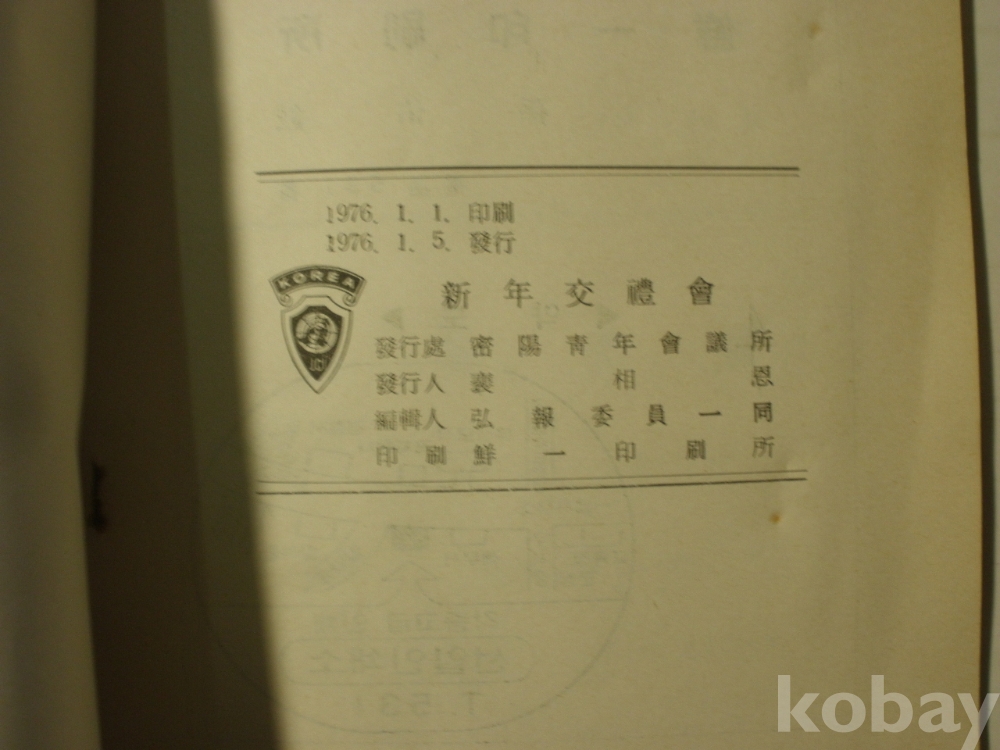 1976. 1. 1. 印刷
1976. 1. 5. 發行
KOREA
JCI
新年交禮會
發行處 密陽靑年會議所
發行人 裵相恩
編輯人 弘報委員一同
印刷 鮮一印刷所
kobay